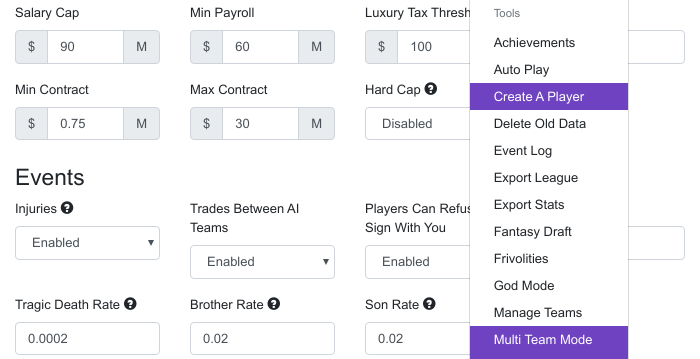 Salary Cap
Min Payroll
Luxury Tax Thresh
$ 90 M
$ 60 M
$ 100
Min Contract
Max Contract
Hard Cap ?
$ 0.75 M
$ 30 M
Disabled
Events
Injuries ?
Trades Between AI
Teams
Players Can Refus
Sign With You
Enabled
Enabled
Enabled
Tragic Death Rate ?
Brother Rate ?
Son Rate ?
0.0002
0.02
0.02
Tools
Achievements
Auto Play
Create A Player
Delete Old Data
Event Log
Export League
Export Stats
Fantasy Draft
Frivolities
God Mode
Manage Teams
Multi Team Mode